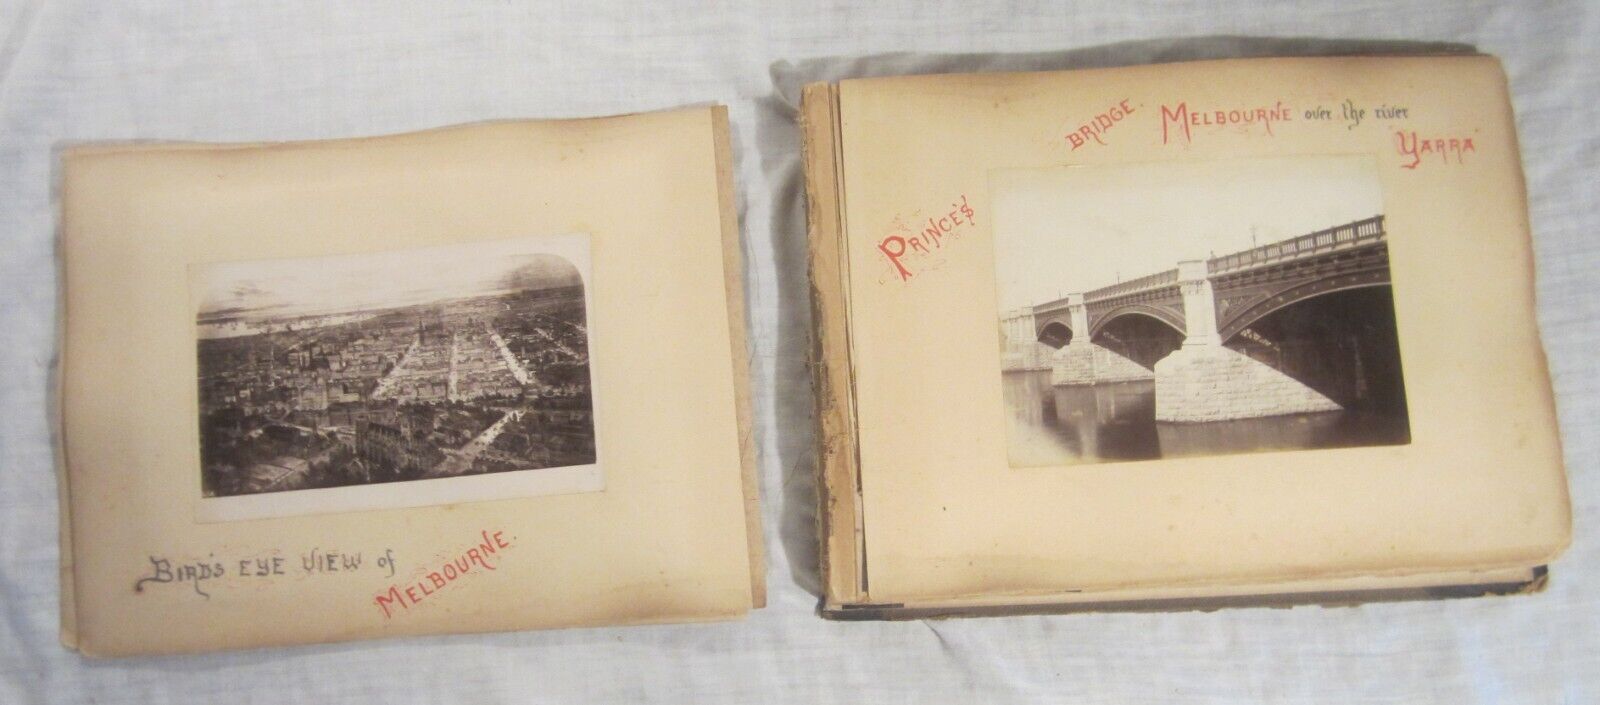 BIRD'S EYE VIEW of MELBOURNE.
PRINCE'S BRIDGE. MELBOURNE over the river YARRA